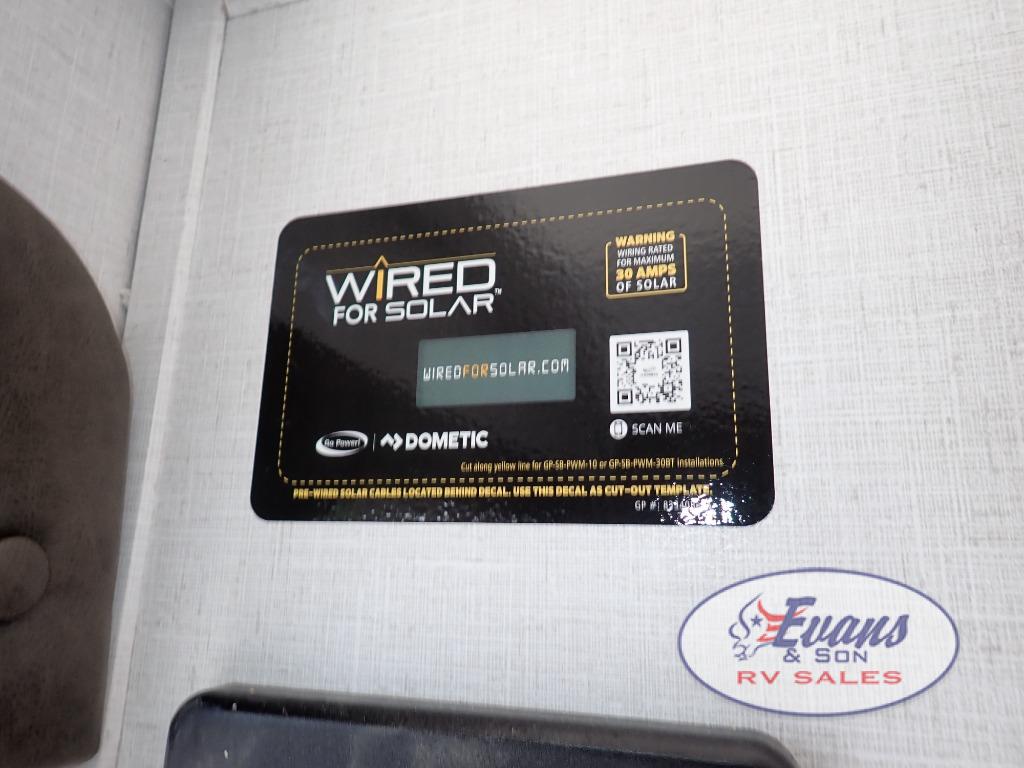 WIRED
FOR SOLAR™
WARNING
WIRING RATED
FOR MAXIMUM
30 AMPS
OF SOLAR
WIREDFORSOLAR.COM
SCAN ME
Go Power! | DOMETIC
Cut along yellow line for GP-SB-PWM-10 or GP-SB-PWM-30BT installations
PRE-WIRED SOLAR CABLES LOCATED BEHIND DECAL. USE THIS DECAL AS CUT-OUT TEMPLATE
GP #:
Evans
& SON
RV SALES